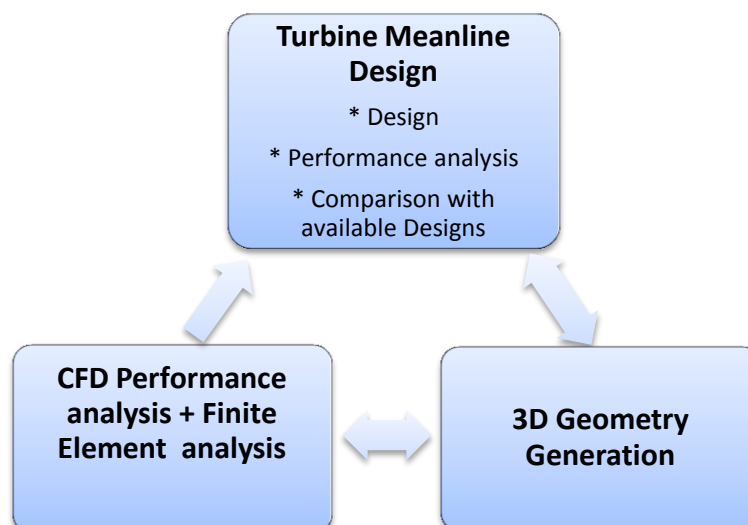 Turbine Meanline
Design
* Design
* Performance analysis
* Comparison with
available Designs
CFD Performance
analysis + Finite
Element analysis
3D Geometry
Generation